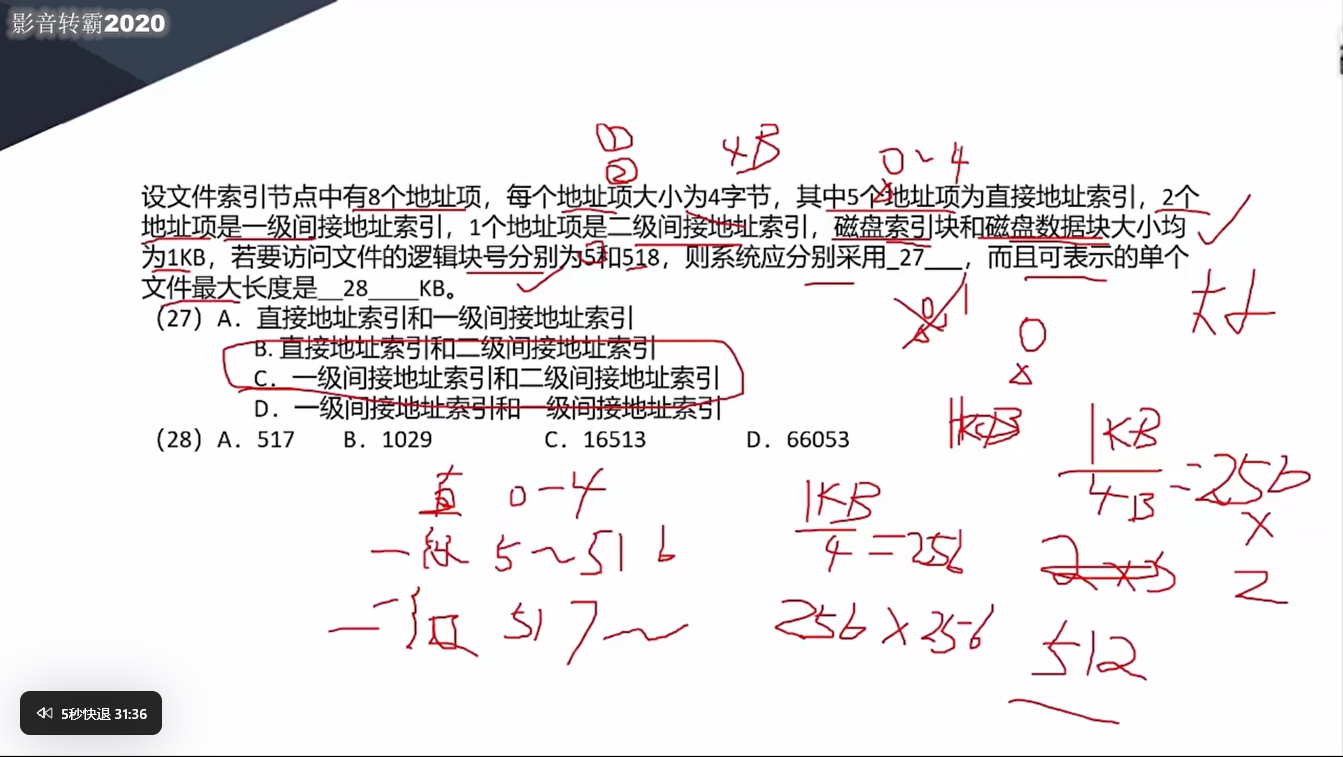 影音转霸2020
① 4B 0~4
②
设文件索引节点中有8个地址项，每个地址项大小为4字节，其中5个地址项为直接地址索引，2个
地址项是一级间接地址索引，1个地址项是二级间接地址索引，磁盘索引块和磁盘数据块大小均
为1KB，若要访问文件的逻辑块号分别为5和518，则系统应分别采用_27___，而且可表示的单个
文件最大长度是__28____KB。
（27）A．直接地址索引和一级间接地址索引
B. 直接地址索引和二级间接地址索引
C．一级间接地址索引和二级间接地址索引
D．一级间接地址索引和一级间接地址索引
（28）A．517 B．1029 C．16513 D．66053
0
1KB
4B
=256
×
2
512
直 0-4
一级 5~516
二级 517~
1KB
4
=256
256×256
5秒快退 31:36